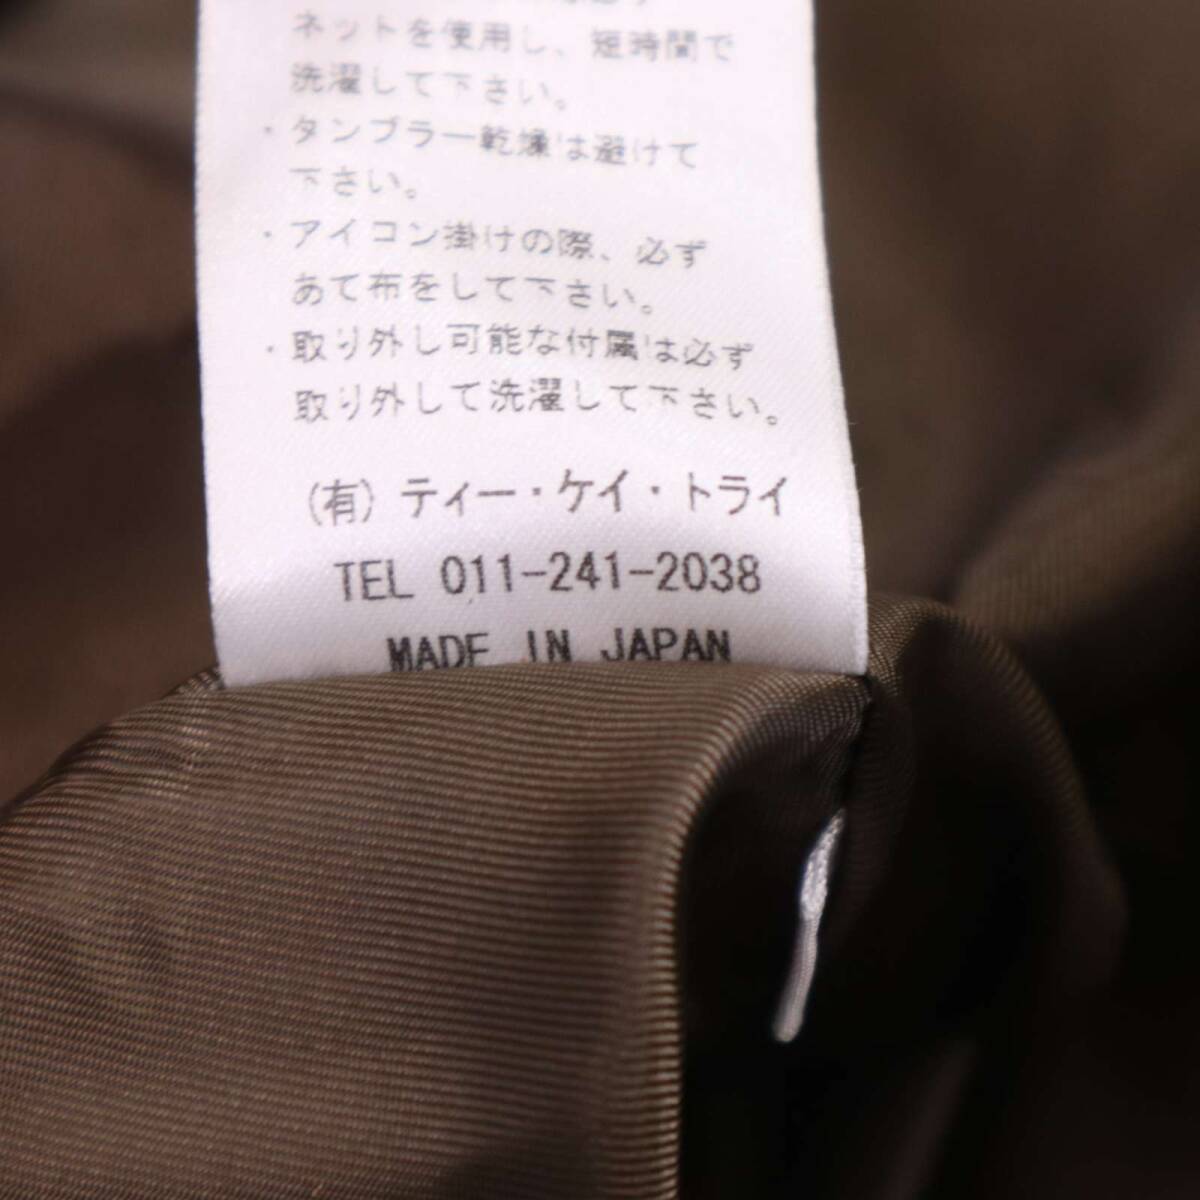 ネットを使用し、短時間で
洗濯して下さい。
・タンブラー乾燥は避けて
下さい。
・アイコン掛けの際、必ず
あて布をして下さい。
・取り外し可能な付属は必ず
取り外して洗濯して下さい。
(有)ティー・ケイ・トライ
TEL 011-241-2038
MADE IN JAPAN